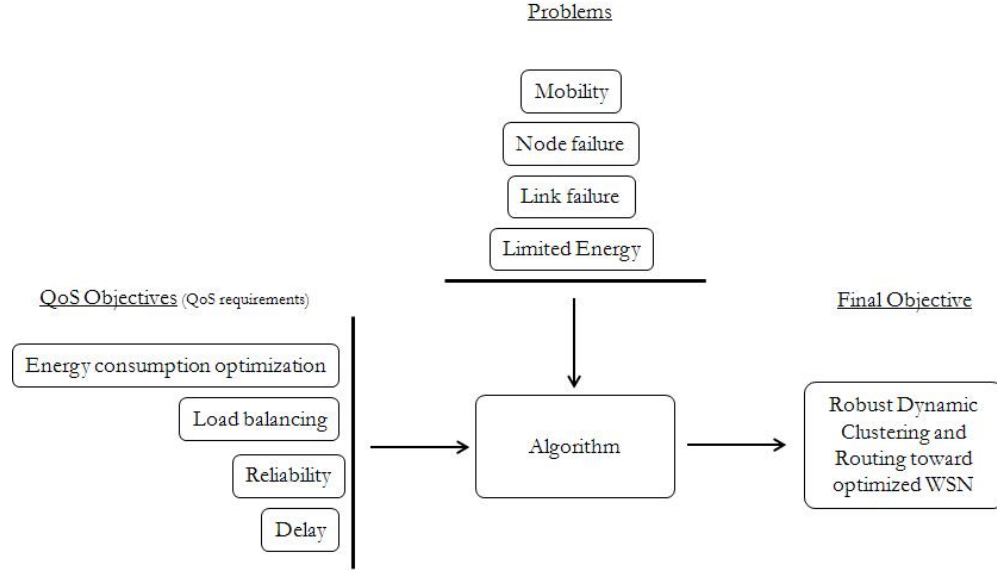 Problems
Mobility
Node failure
Link failure
Limited Energy
QoS Objectives (QoS requirements)
Energy consumption optimization
Load balancing
Reliability
Delay
Algorithm
Final Objective
Robust Dynamic
Clustering and
Routing toward
optimized WSN